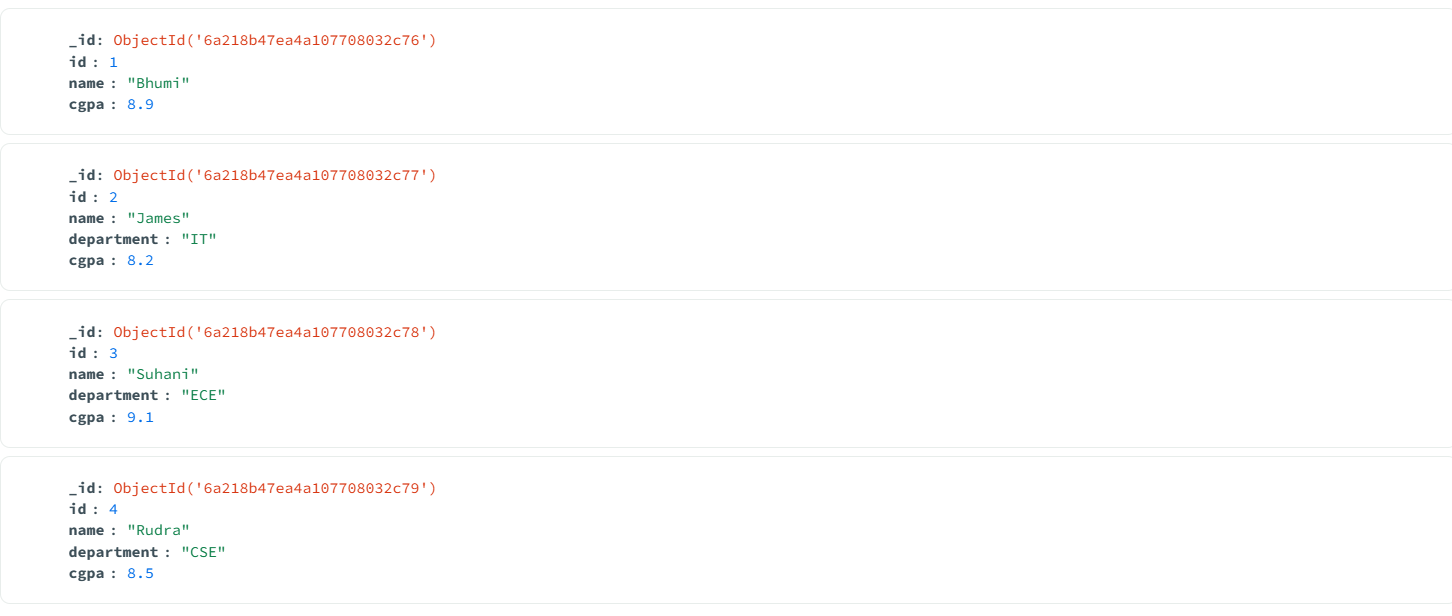 _id: ObjectId('6a218b47ea4a107708032c76')
id : 1
name : "Bhumi"
cgpa : 8.9
_id: ObjectId('6a218b47ea4a107708032c77')
id : 2
name : "James"
department : "IT"
cgpa : 8.2
_id: ObjectId('6a218b47ea4a107708032c78')
id : 3
name : "Suhani"
department : "ECE"
cgpa : 9.1
_id: ObjectId('6a218b47ea4a107708032c79')
id : 4
name : "Rudra"
department : "CSE"
cgpa : 8.5